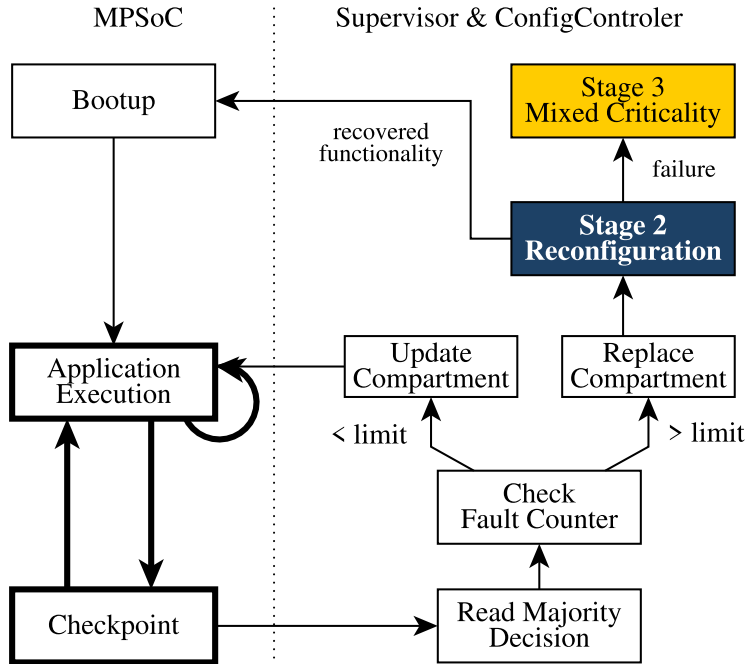 MPSoC
Supervisor & ConfigControler
Bootup
Stage 3
Mixed Criticality
recovered
functionality
failure
Stage 2
Reconfiguration
Application
Execution
Update
Compartment
Replace
Compartment
< limit
> limit
Check
Fault Counter
Checkpoint
Read Majority
Decision